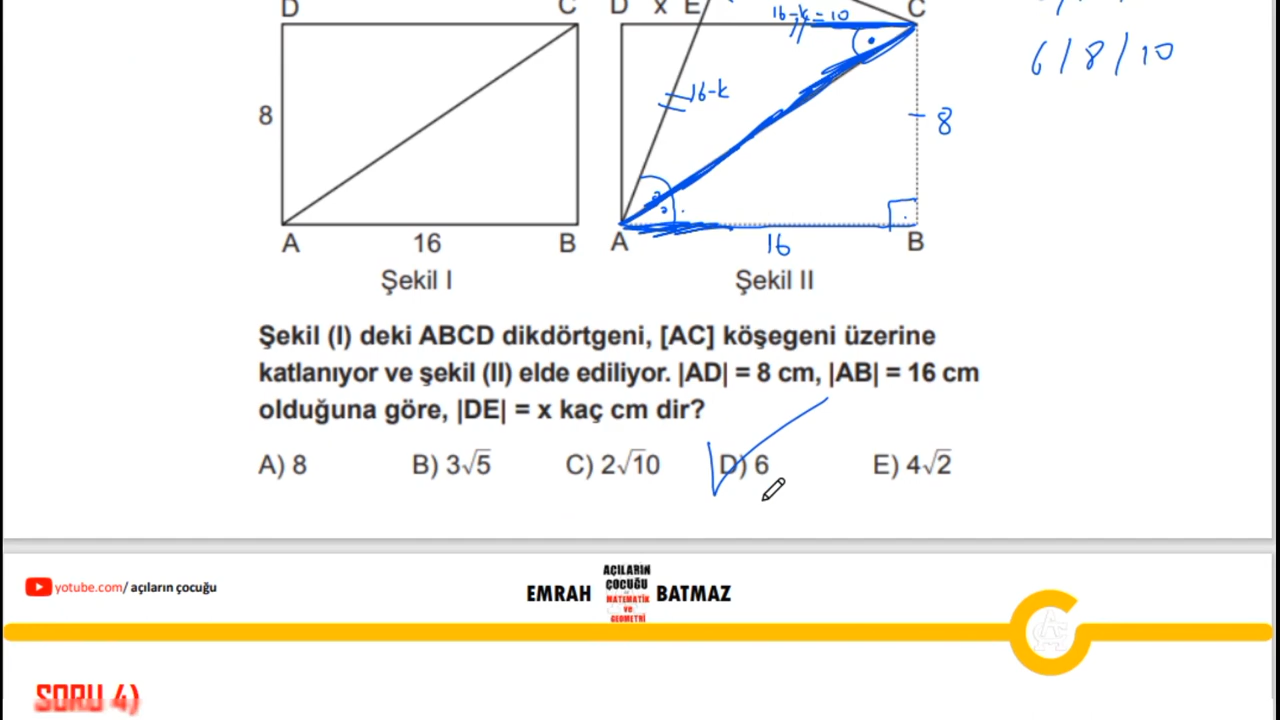 D C D x E C
16-k=10
6/8/10
8
16-k
8
A 16 B A 16 B
Şekil I Şekil II
Şekil (I) deki ABCD dikdörtgeni, [AC] köşegeni üzerine
katlanıyor ve şekil (II) elde ediliyor. |AD| = 8 cm, |AB| = 16 cm
olduğuna göre, |DE| = x kaç cm dir?
A) 8 B) 3√5 C) 2√10 D) 6 E) 4√2
yotube.com/ açıların çocuğu
EMRAH AÇILARIN ÇOCUĞU MATEMATİK ve GEOMETRİ BATMAZ
SORU 4)